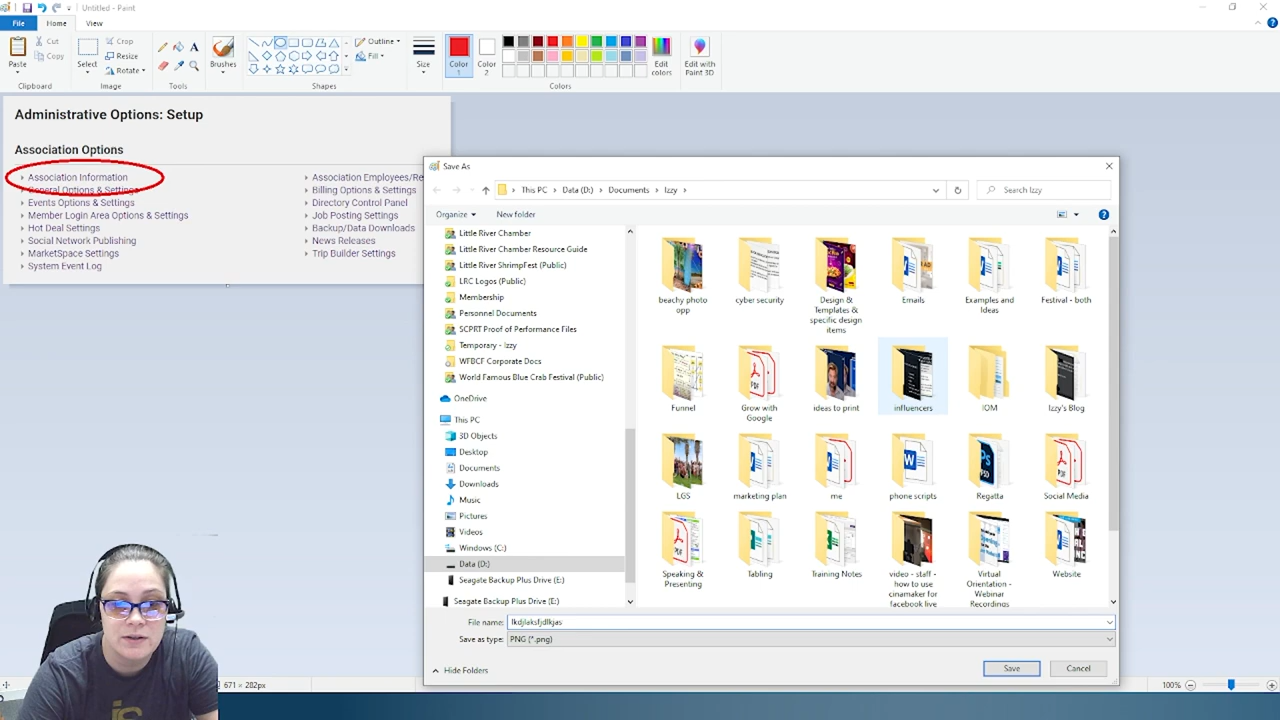 Untitled - Paint
File
Home
View
Paste
Cut
Copy
Clipboard
Select
Crop
Resize
Rotate
Image
Tools
Brushes
Shapes
Outline
Fill
Size
Color 1
Color 2
Edit colors
Colors
Edit with Paint 3D
Administrative Options: Setup
Association Options
Association Information
General Options & Settings
Events Options & Settings
Member Login Area Options & Settings
Hot Deal Settings
Social Network Publishing
MarketSpace Settings
System Event Log
Association Employees/Re
Billing Options & Settings
Directory Control Panel
Job Posting Settings
Backup/Data Downloads
News Releases
Trip Builder Settings
Save As
This PC > Data (D:) > Documents > Izzy >
Search Izzy
Organize
New folder
Little River Chamber
Little River Chamber Resource Guide
Little River ShrimpFest (Public)
LRC Logos (Public)
Membership
Personnel Documents
SCPRT Proof of Performance Files
Temporary - Izzy
WFBCF Corporate Docs
World Famous Blue Crab Festival (Public)
OneDrive
This PC
3D Objects
Desktop
Documents
Downloads
Music
Pictures
Videos
Windows (C:)
Data (D:)
Seagate Backup Plus Drive (E:)
Seagate Backup Plus Drive (E:)
beachy photo opp
cyber security
Design & Templates & specific design items
Emails
Examples and Ideas
Festival - both
Funnel
Grow with Google
ideas to print
influencers
IOM
Izzy's Blog
LGS
marketing plan
me
phone scripts
Regatta
Social Media
Speaking & Presenting
Tabling
Training Notes
video - staff - how to use cinamaker for facebook live
Virtual Orientation - Webinar Recordings
Website
File name: lkdjlaksfjdlkjas
Save as type: PNG (*.png)
Hide Folders
Save
Cancel
671 × 282px
100%